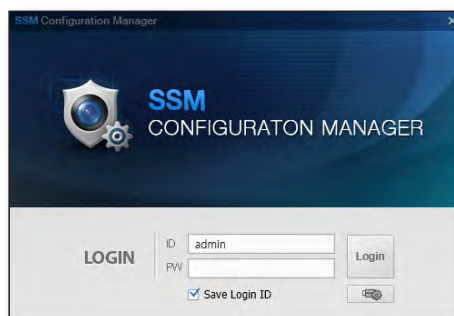 SSM Configuration Manager
SSM
CONFIGURATON MANAGER
LOGIN
ID
admin
PW
Login
Save Login ID